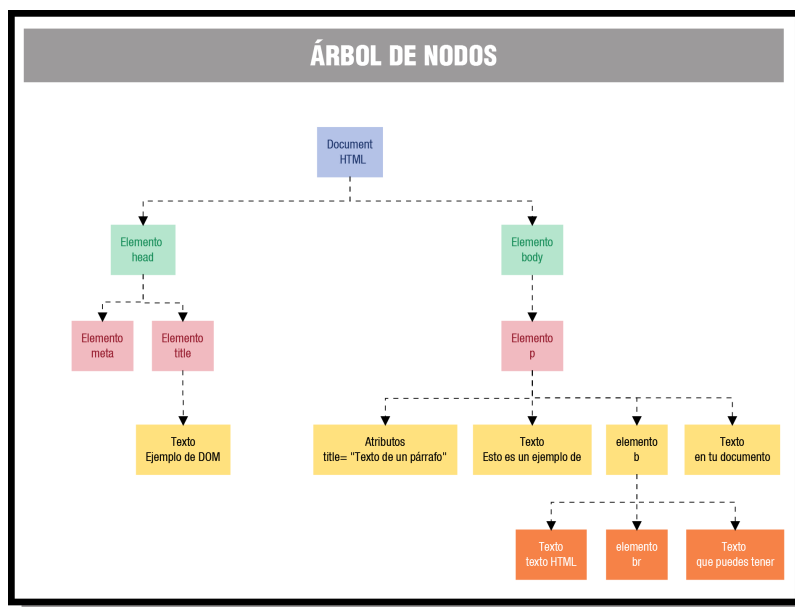 ÁRBOL DE NODOS
Document
HTML
Elemento
head
Elemento
body
Elemento
meta
Elemento
title
Elemento
p
Texto
Ejemplo de DOM
Atributos
title= "Texto de un párrafo"
Texto
Esto es un ejemplo de
elemento
b
Texto
en tu documento
Texto
texto HTML
elemento
br
Texto
que puedes tener